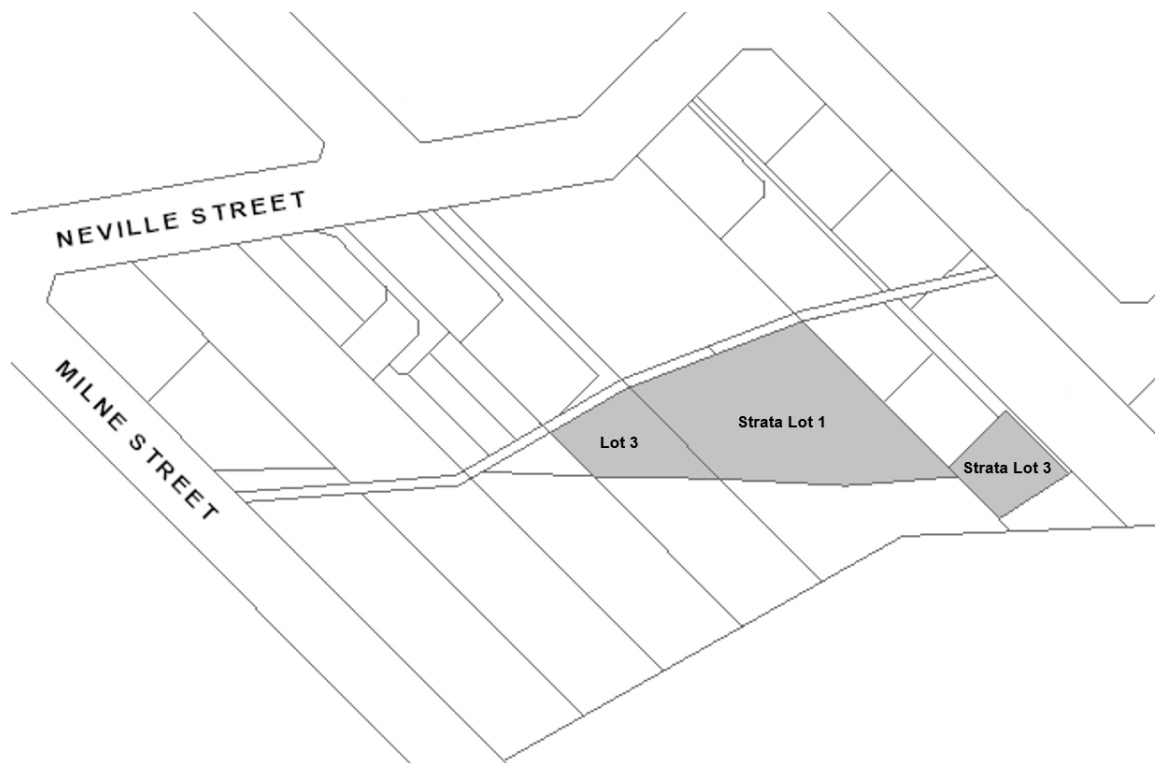 NEVILLE STREET
MILNE STREET
Strata Lot 1
Lot 3
Strata Lot 3